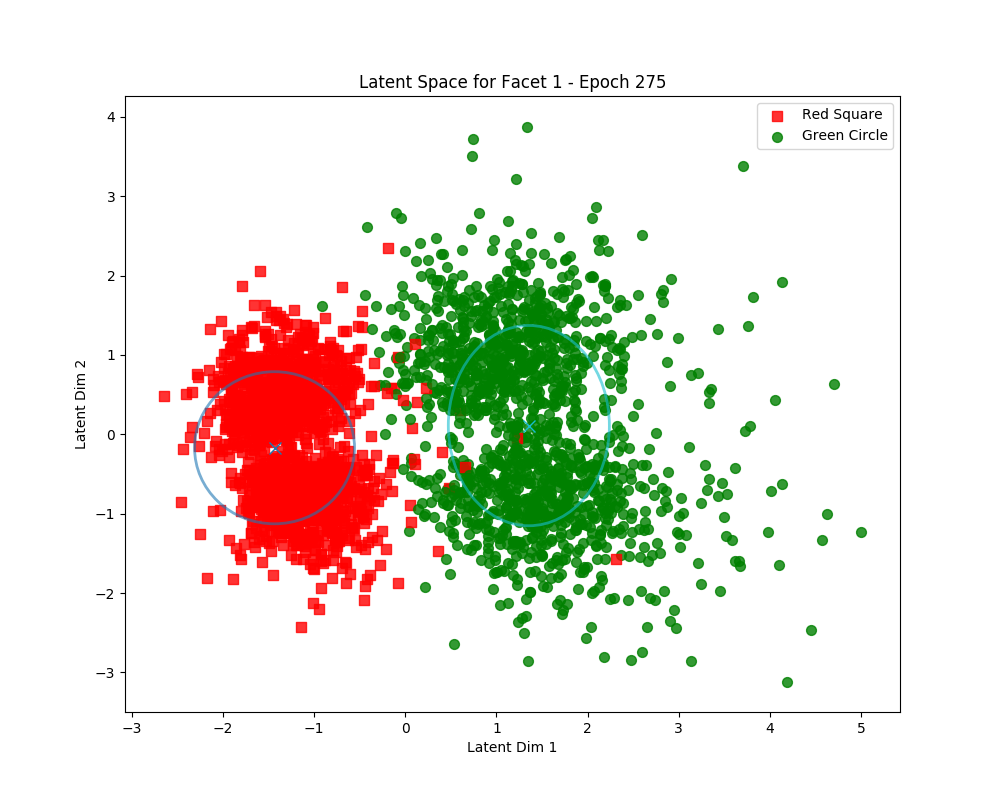 Latent Space for Facet 1 - Epoch 275
Red Square
Green Circle
4
3
2
1
0
−1
−2
−3
Latent Dim 2
−3 −2 −1 0 1 2 3 4 5
Latent Dim 1